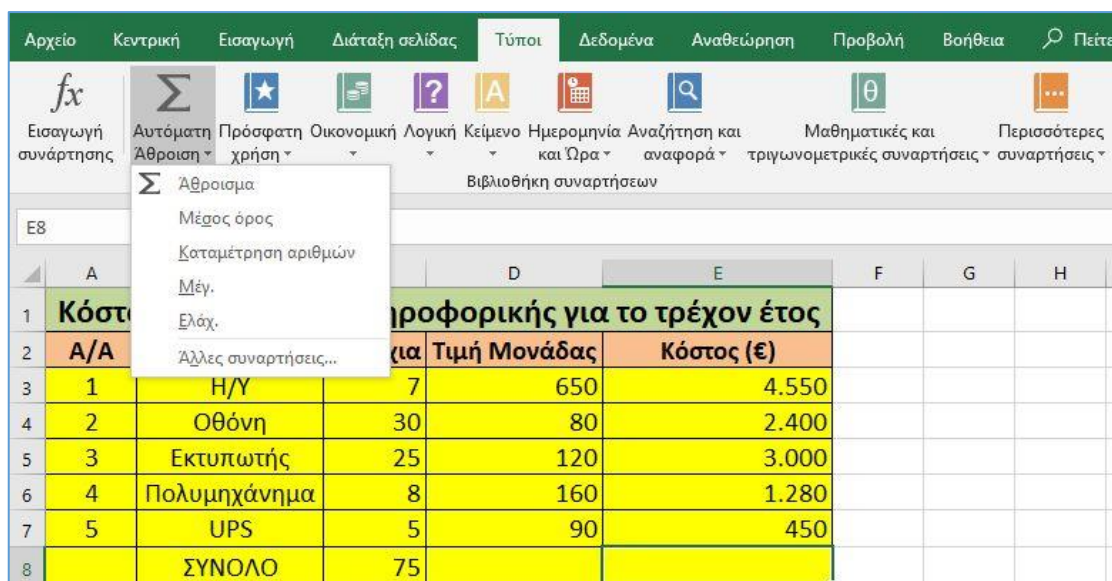 Αρχείο Κεντρική Εισαγωγή Διάταξη σελίδας Τύποι Δεδομένα Αναθεώρηση Προβολή Βοήθεια Πείτε
fx Σ ? A θ
Εισαγωγή Αυτόματη Πρόσφατη Οικονομική Λογική Κείμενο Ημερομηνία Αναζήτηση και Μαθηματικές και Περισσότερες
συνάρτησης Άθροιση χρήση και Ώρα αναφορά τριγωνομετρικές συναρτήσεις συναρτήσεις
Βιβλιοθήκη συναρτήσεων
Σ Άθροισμα
Μέσος όρος
Καταμέτρηση αριθμών
Μέγ.
Ελάχ.
Άλλες συναρτήσεις...
E8
A D E F G H
1 Κόστ ηροφορικής για το τρέχον έτος
2 Α/Α χια Τιμή Μονάδας Κόστος (€)
3 1 Η/Υ 7 650 4.550
4 2 Οθόνη 30 80 2.400
5 3 Εκτυπωτής 25 120 3.000
6 4 Πολυμηχάνημα 8 160 1.280
7 5 UPS 5 90 450
8 ΣΥΝΟΛΟ 75